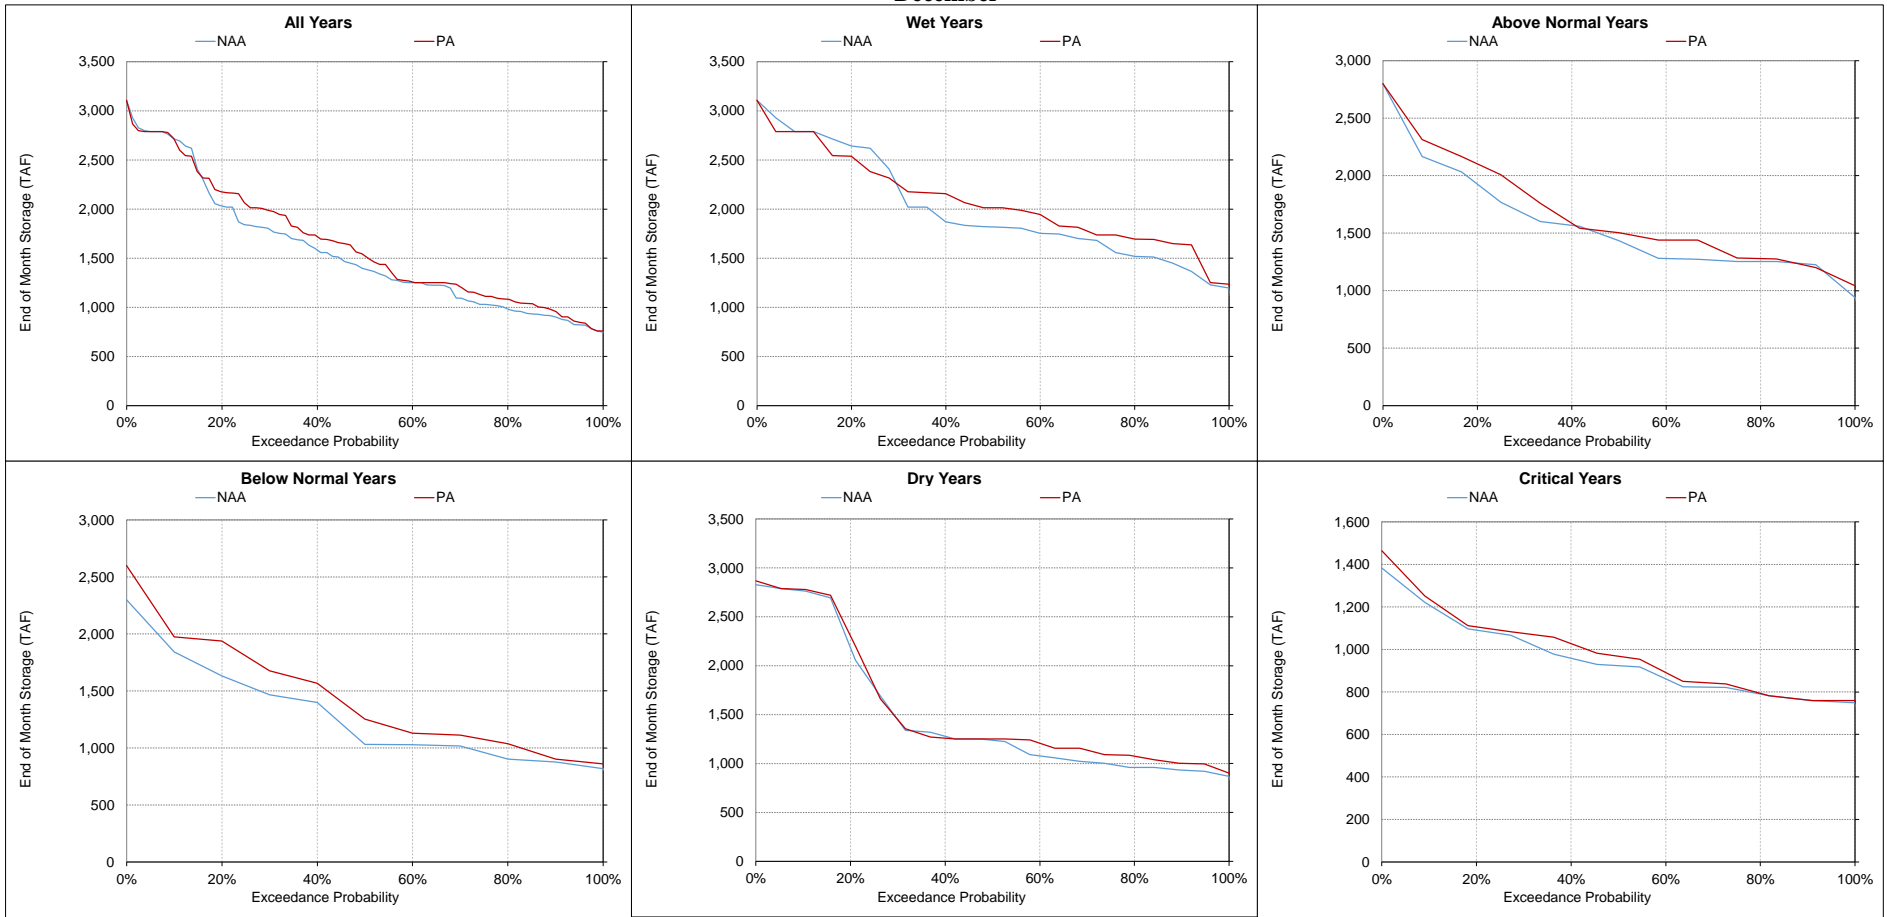 December
All Years
NAA PA
3,500
3,000
2,500
2,000
1,500
1,000
500
0
End of Month Storage (TAF)
0% 20% 40% 60% 80% 100%
Exceedance Probability
Wet Years
NAA PA
3,500
3,000
2,500
2,000
1,500
1,000
500
0
End of Month Storage (TAF)
0% 20% 40% 60% 80% 100%
Exceedance Probability
Above Normal Years
NAA PA
3,000
2,500
2,000
1,500
1,000
500
0
End of Month Storage (TAF)
0% 20% 40% 60% 80% 100%
Exceedance Probability
Below Normal Years
NAA PA
3,000
2,500
2,000
1,500
1,000
500
0
End of Month Storage (TAF)
0% 20% 40% 60% 80% 100%
Exceedance Probability
Dry Years
NAA PA
3,500
3,000
2,500
2,000
1,500
1,000
500
0
End of Month Storage (TAF)
0% 20% 40% 60% 80% 100%
Exceedance Probability
Critical Years
NAA PA
1,600
1,400
1,200
1,000
800
600
400
200
0
End of Month Storage (TAF)
0% 20% 40% 60% 80% 100%
Exceedance Probability